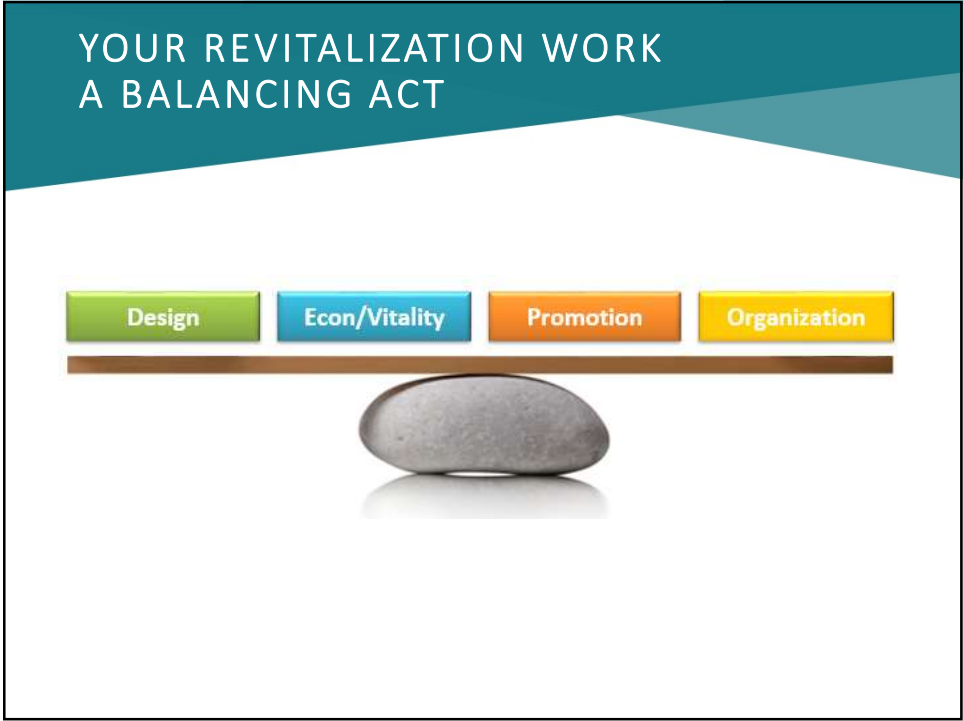 YOUR REVITALIZATION WORK
A BALANCING ACT
Design
Econ/Vitality
Promotion
Organization